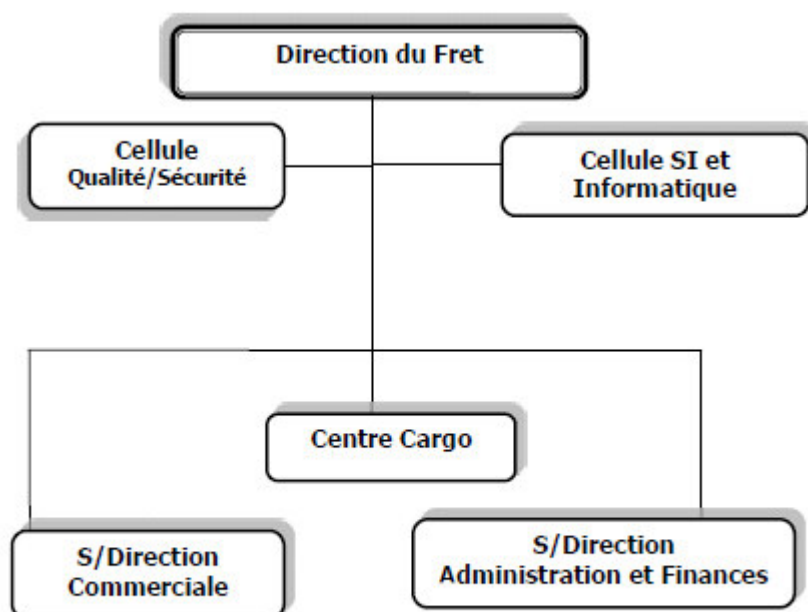 Direction du Fret
Cellule
Qualité/Sécurité
Cellule SI et
Informatique
Centre Cargo
S/Direction
Commerciale
S/Direction
Administration et Finances